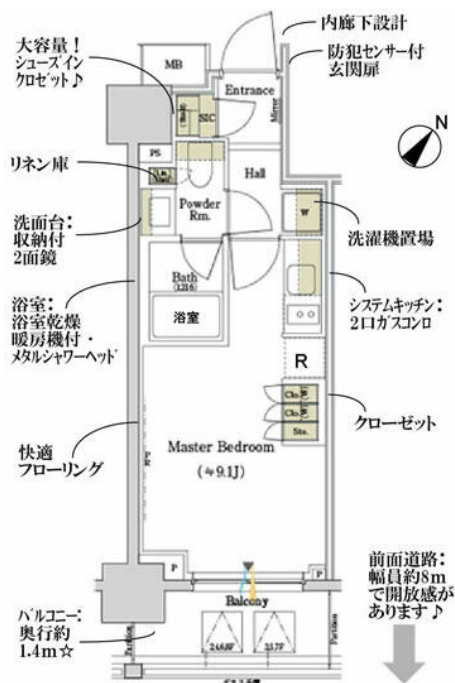 大容量！
シューズイン
クロゼット♪
内廊下設計
防犯センサー付
玄関扉
MB
Entrance
Mirror
SIC
N
PS
リネン庫
Hall
Powder
Rm.
W
洗濯機置場
洗面台：
収納付
2面鏡
Bath
(1216)
浴室
浴室：
浴室乾燥
暖房機付・
メタルシャワーヘッド
システムキッチン：
2口ガスコンロ
R
Clo.(W)
Clo.(W)
Sto.
クローゼット
快適
フローリング
Master Bedroom
(≒9.1J)
P
P
前面道路：
幅員約8m
で開放感が
あります♪
Balcony
バルコニー：
奥行約
1.4m☆
Partition
Partition